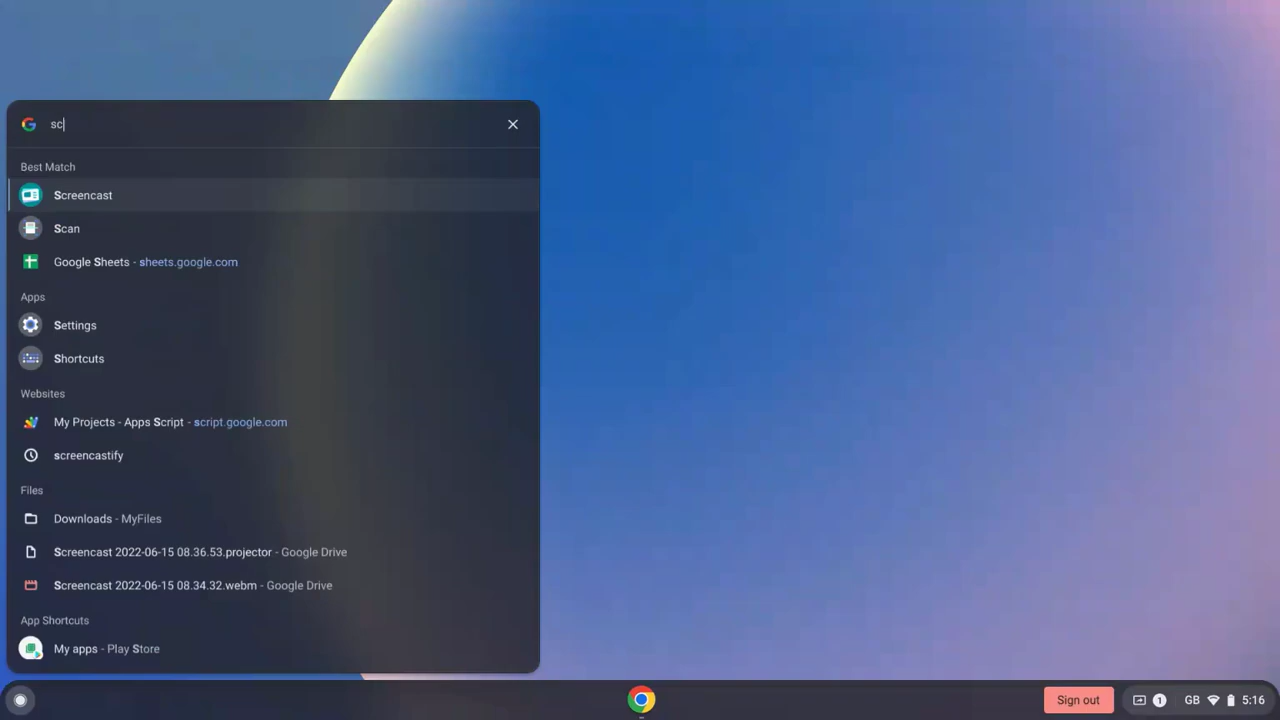 sc
Best Match
Screencast
Scan
Google Sheets - sheets.google.com
Apps
Settings
Shortcuts
Websites
My Projects - Apps Script - script.google.com
screencastify
Files
Downloads - MyFiles
Screencast 2022-06-15 08.36.53.projector - Google Drive
Screencast 2022-06-15 08.34.32.webm - Google Drive
App Shortcuts
My apps - Play Store
Sign out 1 GB 5:16